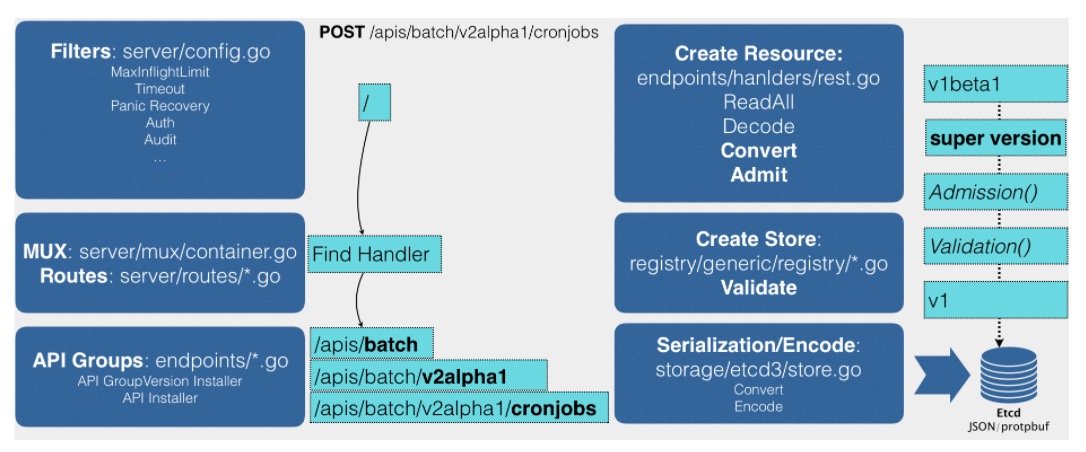 Filters: server/config.go
MaxInflightLimit
Timeout
Panic Recovery
Auth
Audit
...
MUX: server/mux/container.go
Routes: server/routes/*.go
API Groups: endpoints/*.go
API GroupVersion Installer
API Installer
POST /apis/batch/v2alpha1/cronjobs
/
Find Handler
/apis/batch
/apis/batch/v2alpha1
/apis/batch/v2alpha1/cronjobs
Create Resource:
endpoints/hanlders/rest.go
ReadAll
Decode
Convert
Admit
Create Store:
registry/generic/registry/*.go
Validate
Serialization/Encode:
storage/etcd3/store.go
Convert
Encode
v1beta1
super version
Admission()
Validation()
v1
Etcd
JSON/protpbuf